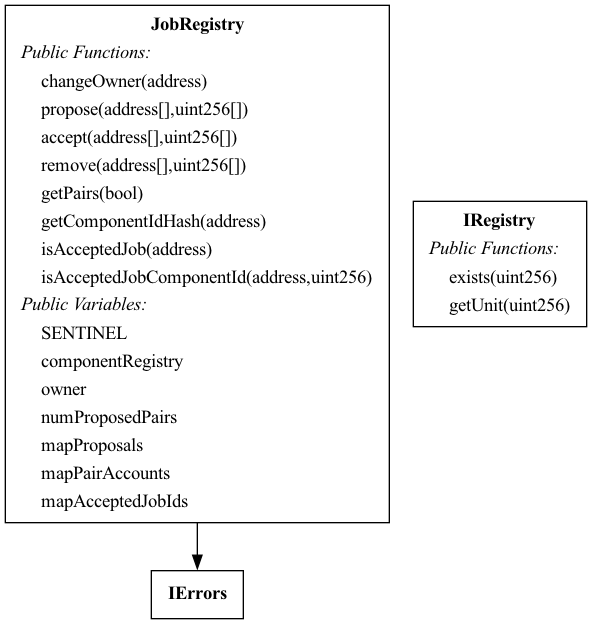 JobRegistry
Public Functions:
changeOwner(address)
propose(address[],uint256[])
accept(address[],uint256[])
remove(address[],uint256[])
getPairs(bool)
getComponentIdHash(address)
isAcceptedJob(address)
isAcceptedJobComponentId(address,uint256)
Public Variables:
SENTINEL
componentRegistry
owner
numProposedPairs
mapProposals
mapPairAccounts
mapAcceptedJobIds
IRegistry
Public Functions:
exists(uint256)
getUnit(uint256)
IErrors